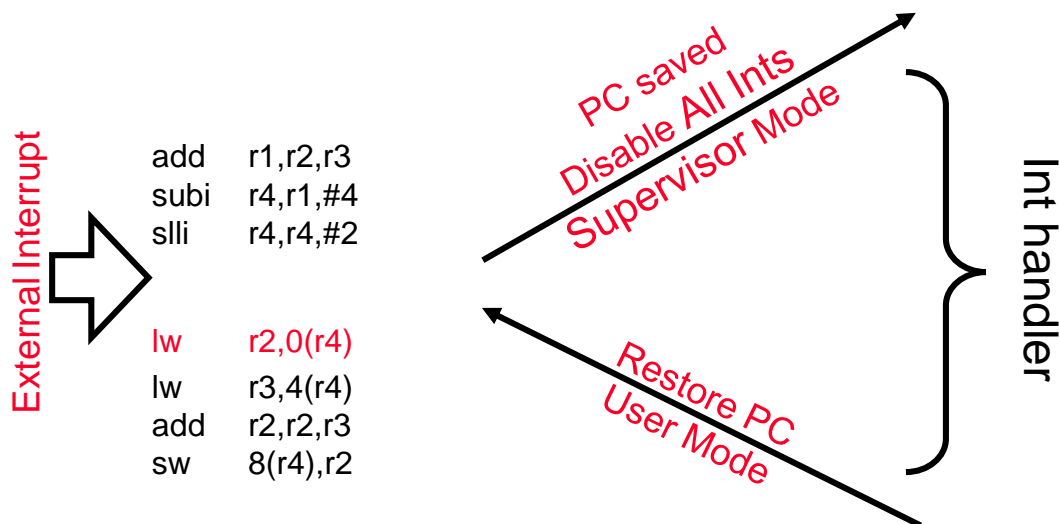 External Interrupt
add r1,r2,r3
subi r4,r1,#4
slli r4,r4,#2
lw r2,0(r4)
lw r3,4(r4)
add r2,r2,r3
sw 8(r4),r2
PC saved
Disable All Ints
Supervisor Mode
Restore PC
User Mode
Int handler